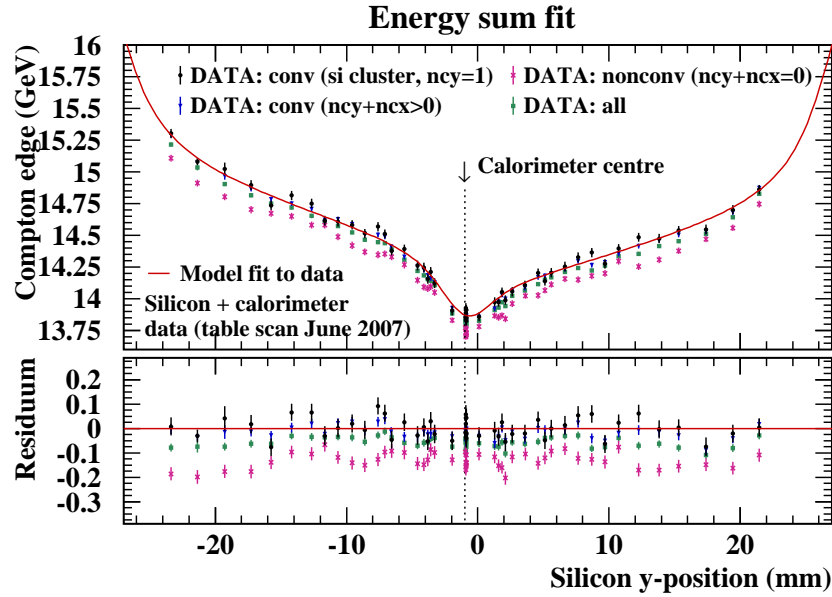 Energy sum fit
Compton edge (GeV)
16
15.75
15.5
15.25
15
14.75
14.5
14.25
14
13.75
DATA: conv (si cluster, ncy=1)
DATA: nonconv (ncy+ncx=0)
DATA: conv (ncy+ncx>0)
DATA: all
Calorimeter centre
Model fit to data
Silicon + calorimeter
data (table scan June 2007)
Residuum
0.2
0.1
0
-0.1
-0.2
-0.3
-20
-10
0
10
20
Silicon y-position (mm)